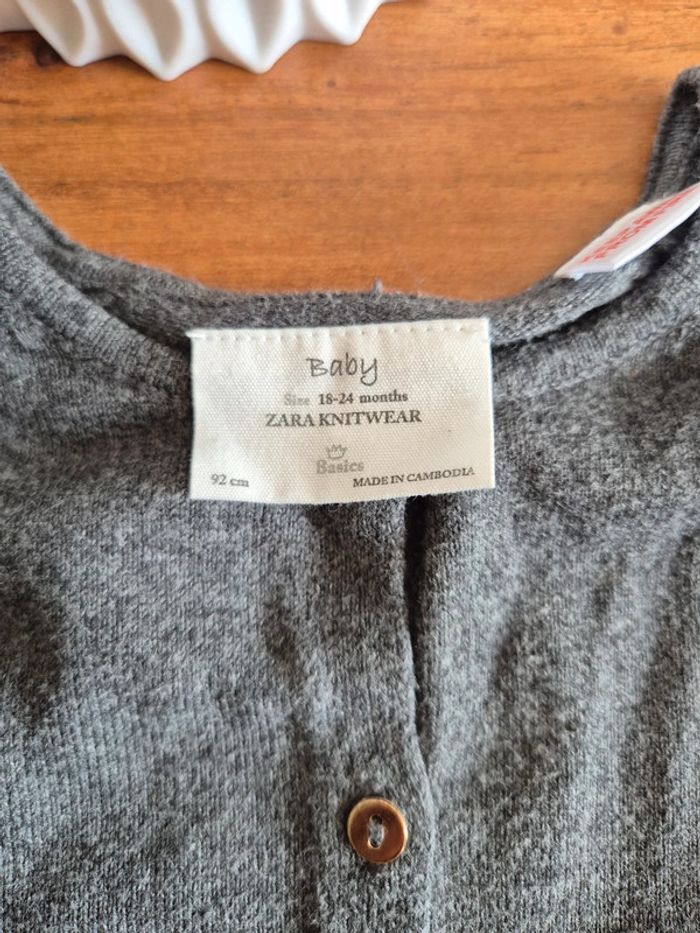 Baby
Size 18-24 months
ZARA KNITWEAR
Basics
92 cm
MADE IN CAMBODIA